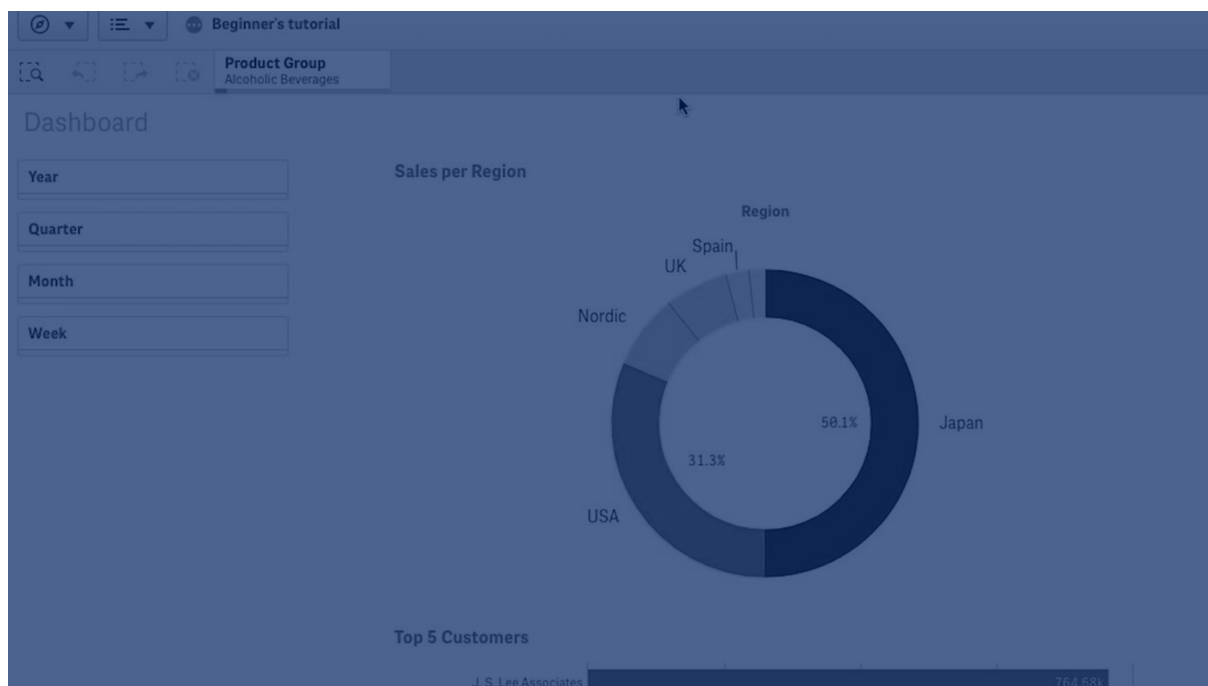 Beginner's tutorial
Product Group
Alcoholic Beverages
Dashboard
Year
Quarter
Month
Week
Sales per Region
Region
Spain
UK
Nordic
50.1%
Japan
31.3%
USA
Top 5 Customers
J. S. Lee Associates
764.68k